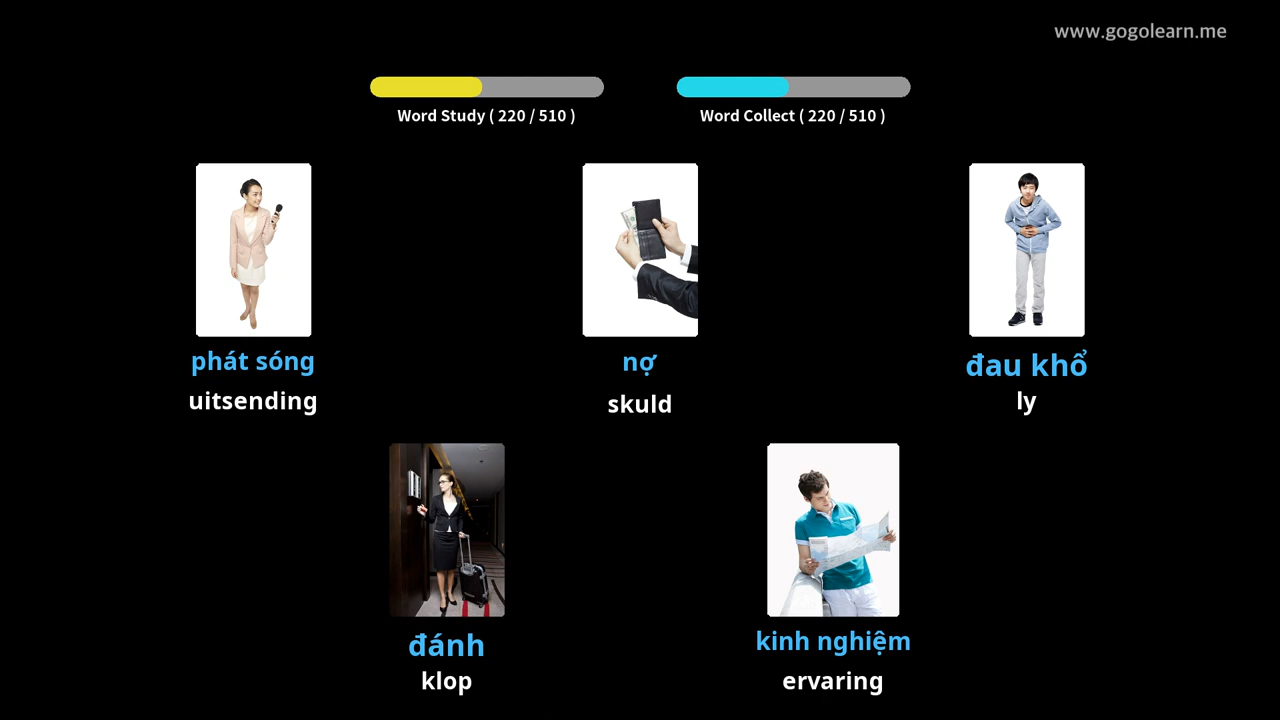 www.gogolearn.me
Word Study ( 220 / 510 )
Word Collect ( 220 / 510 )
phát sóng
uitsending
nợ
skuld
đau khổ
ly
đánh
klop
kinh nghiệm
ervaring